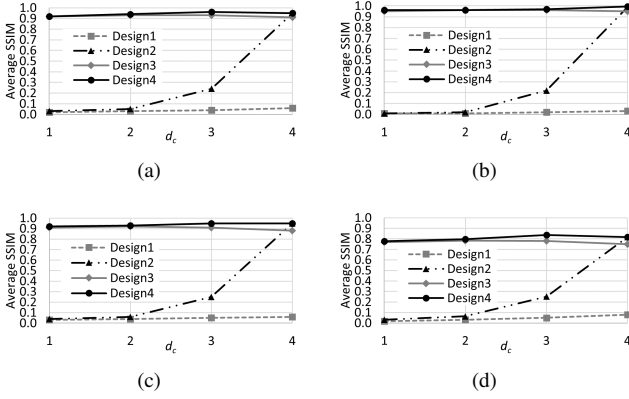 Average SSIM
1.0
0.9
0.8
0.7
0.6
0.5
0.4
0.3
0.2
0.1
0.0
Design1
Design2
Design3
Design4
1 2 3 4
d_c
(a)
Average SSIM
1.0
0.9
0.8
0.7
0.6
0.5
0.4
0.3
0.2
0.1
0.0
Design1
Design2
Design3
Design4
1 2 3 4
d_c
(b)
Average SSIM
1.0
0.9
0.8
0.7
0.6
0.5
0.4
0.3
0.2
0.1
0.0
Design1
Design2
Design3
Design4
1 2 3 4
d_c
(c)
Average SSIM
1.0
0.9
0.8
0.7
0.6
0.5
0.4
0.3
0.2
0.1
0.0
Design1
Design2
Design3
Design4
1 2 3 4
d_c
(d)